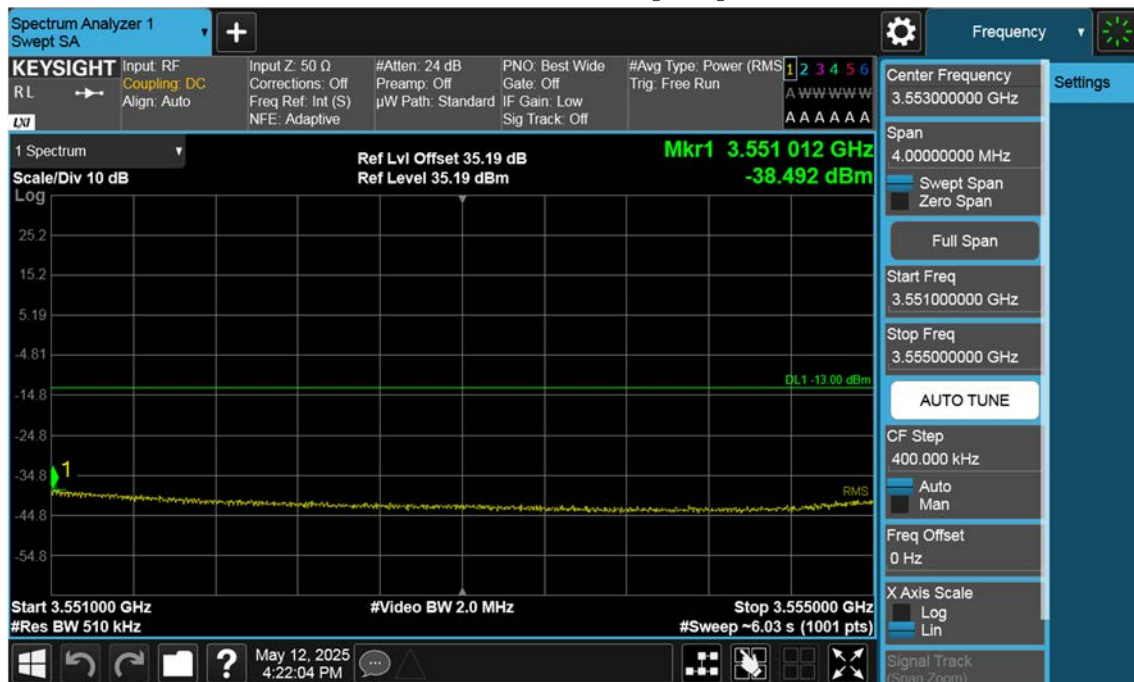 Spectrum Analyzer 1
Swept SA
+
Frequency
KEYSIGHT
RL
LXI
Input: RF
Coupling: DC
Align: Auto
Input Z: 50 Ω
Corrections: Off
Freq Ref: Int (S)
NFE: Adaptive
#Atten: 24 dB
Preamp: Off
µW Path: Standard
PNO: Best Wide
Gate: Off
IF Gain: Low
Sig Track: Off
#Avg Type: Power (RMS
Trig: Free Run
1 2 3 4 5 6
A W W W W W
A A A A A A
1 Spectrum
Scale/Div 10 dB
Ref Lvl Offset 35.19 dB
Ref Level 35.19 dBm
Mkr1 3.551 012 GHz
-38.492 dBm
Log
25.2
15.2
5.19
-4.81
DL1 -13.00 dBm
-14.8
-24.8
-34.8
1
RMS
-44.8
-54.8
Start 3.551000 GHz
#Video BW 2.0 MHz
Stop 3.555000 GHz
#Res BW 510 kHz
#Sweep ~6.03 s (1001 pts)
?
May 12, 2025
4:22:04 PM
Center Frequency
3.553000000 GHz
Settings
Span
4.00000000 MHz
Swept Span
Zero Span
Full Span
Start Freq
3.551000000 GHz
Stop Freq
3.555000000 GHz
AUTO TUNE
CF Step
400.000 kHz
Auto
Man
Freq Offset
0 Hz
X Axis Scale
Log
Lin
Signal Track
(Span Zoom)